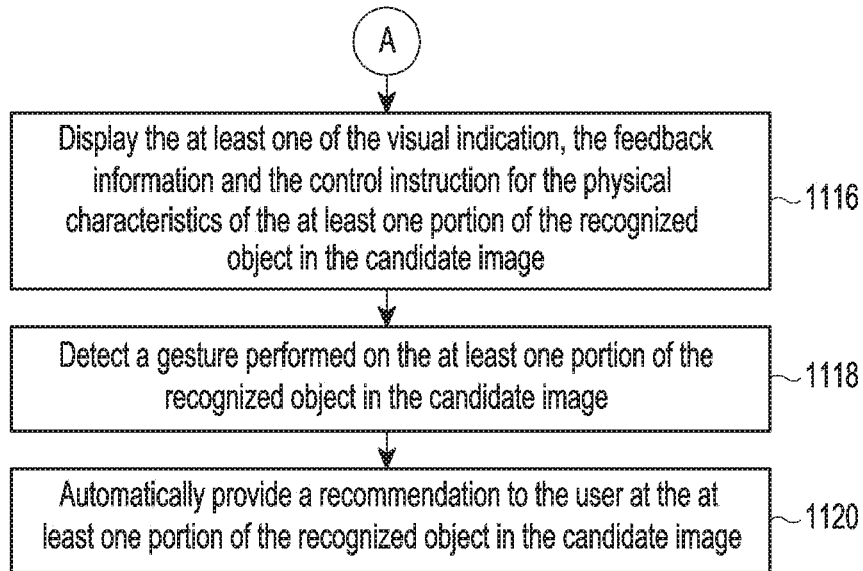 A
Display the at least one of the visual indication, the feedback
information and the control instruction for the physical
characteristics of the at least one portion of the recognized
object in the candidate image
1116
Detect a gesture performed on the at least one portion of the
recognized object in the candidate image
1118
Automatically provide a recommendation to the user at the at
least one portion of the recognized object in the candidate image
1120